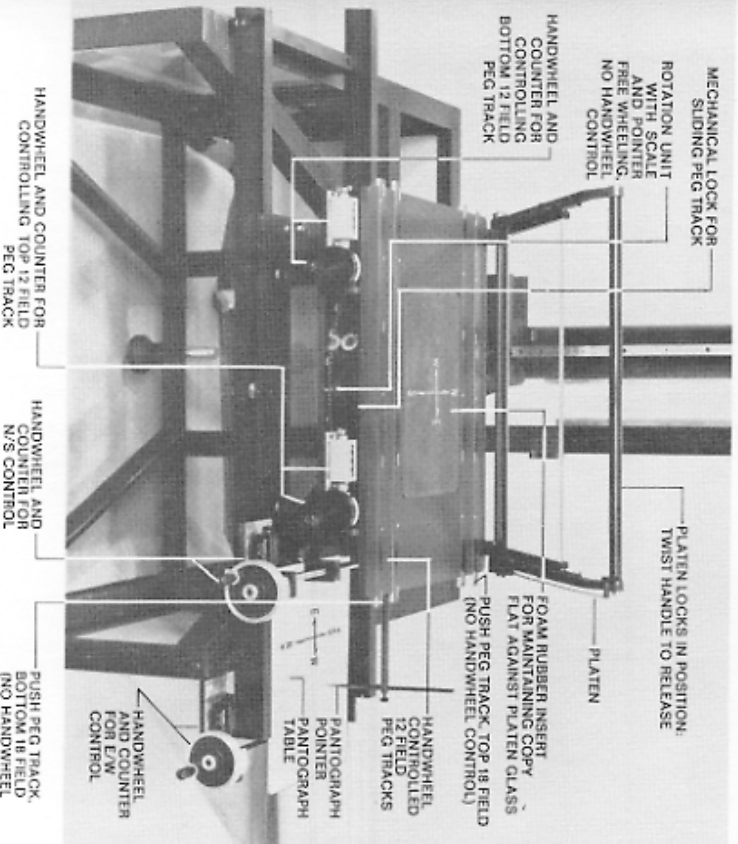 MECHANICAL LOCK FOR
SLIDING PEG TRACK
ROTATION UNIT
WITH SCALE
AND POINTER
FREE WHEELING,
NO HANDWHEEL
CONTROL
HANDWHEEL AND
COUNTER FOR
CONTROLLING
BOTTOM 12 FIELD
PEG TRACK
PLATEN LOCKS IN POSITION:
TWIST HANDLE TO RELEASE
PLATEN
FOAM RUBBER INSERT
FOR MAINTAINING COPY
FLAT AGAINST PLATEN GLASS
PUSH PEG TRACK, TOP 18 FIELD
(NO HANDWHEEL CONTROL)
HANDWHEEL
CONTROLLED
12 FIELD
PEG TRACKS
PANTOGRAPH
POINTER
PANTOGRAPH
TABLE
HANDWHEEL
AND COUNTER
FOR E/W
CONTROL
HANDWHEEL AND COUNTER FOR
CONTROLLING TOP 12 FIELD
PEG TRACK
HANDWHEEL AND
COUNTER FOR
N/S CONTROL
PUSH PEG TRACK,
BOTTOM 18 FIELD
(NO HANDWHEEL